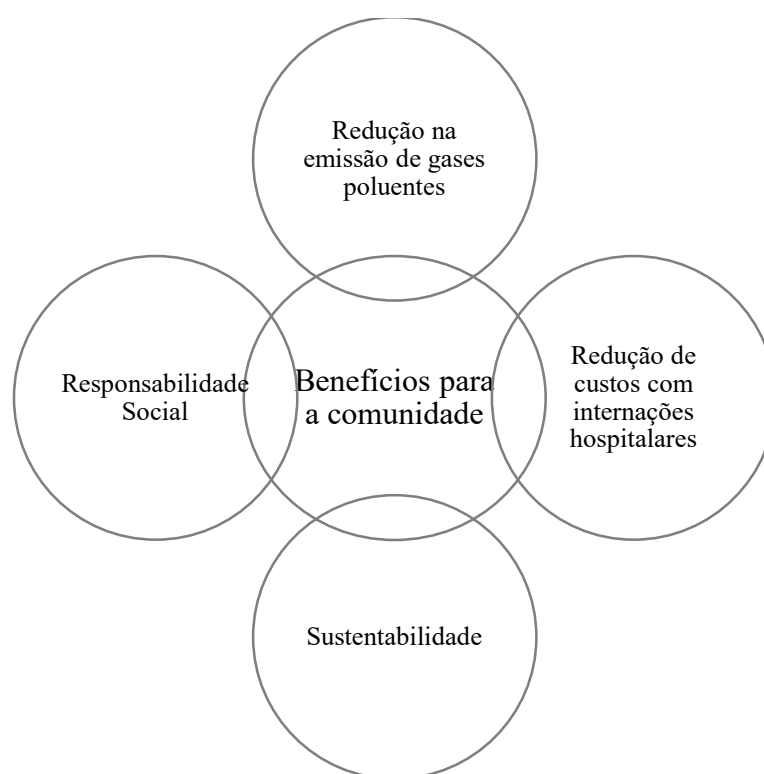 Redução na
emissão de gases
poluentes
Responsabilidade
Social
Benefícios para
a comunidade
Redução de
custos com
internações
hospitalares
Sustentabilidade